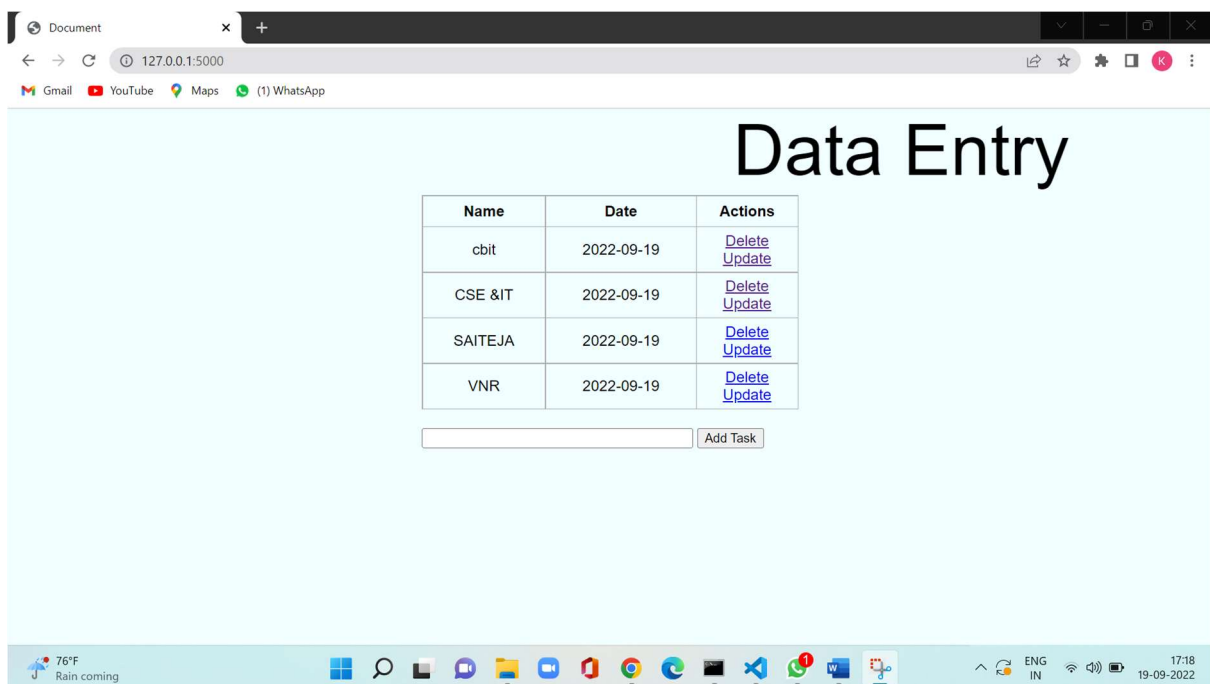 Document
127.0.0.1:5000
K
Gmail YouTube Maps (1) WhatsApp
Data Entry
Name Date Actions
cbit 2022-09-19 Delete
Update
CSE &IT 2022-09-19 Delete
Update
SAITEJA 2022-09-19 Delete
Update
VNR 2022-09-19 Delete
Update
Add Task
76°F
Rain coming
1
W
ENG
IN
17:18
19-09-2022